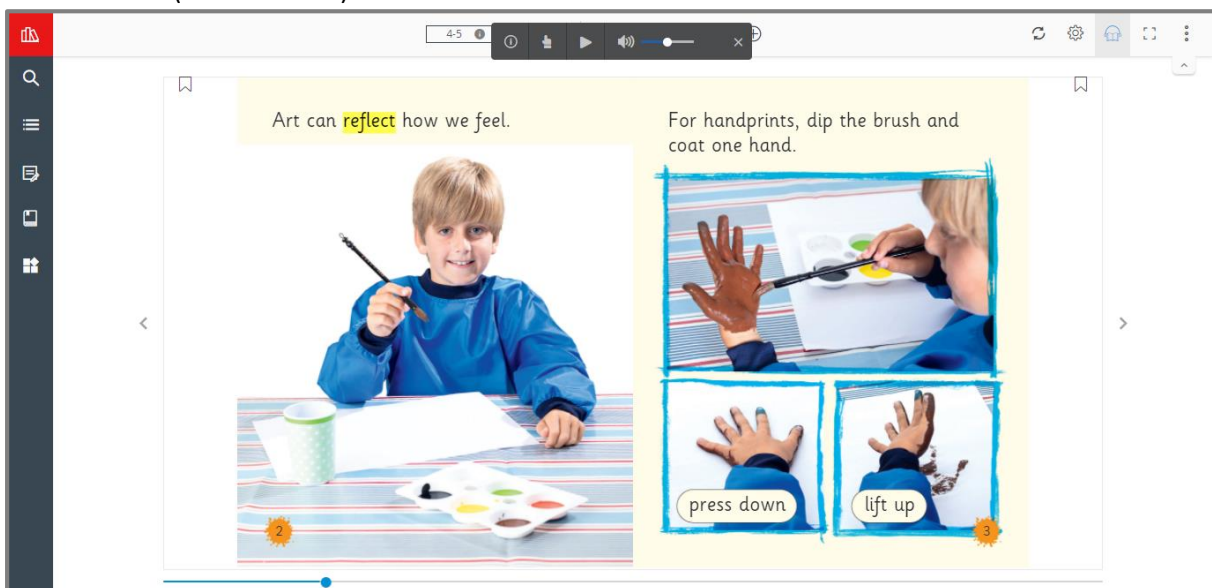 4-5
Art can reflect how we feel.
For handprints, dip the brush and
coat one hand.
press down
lift up
2
3